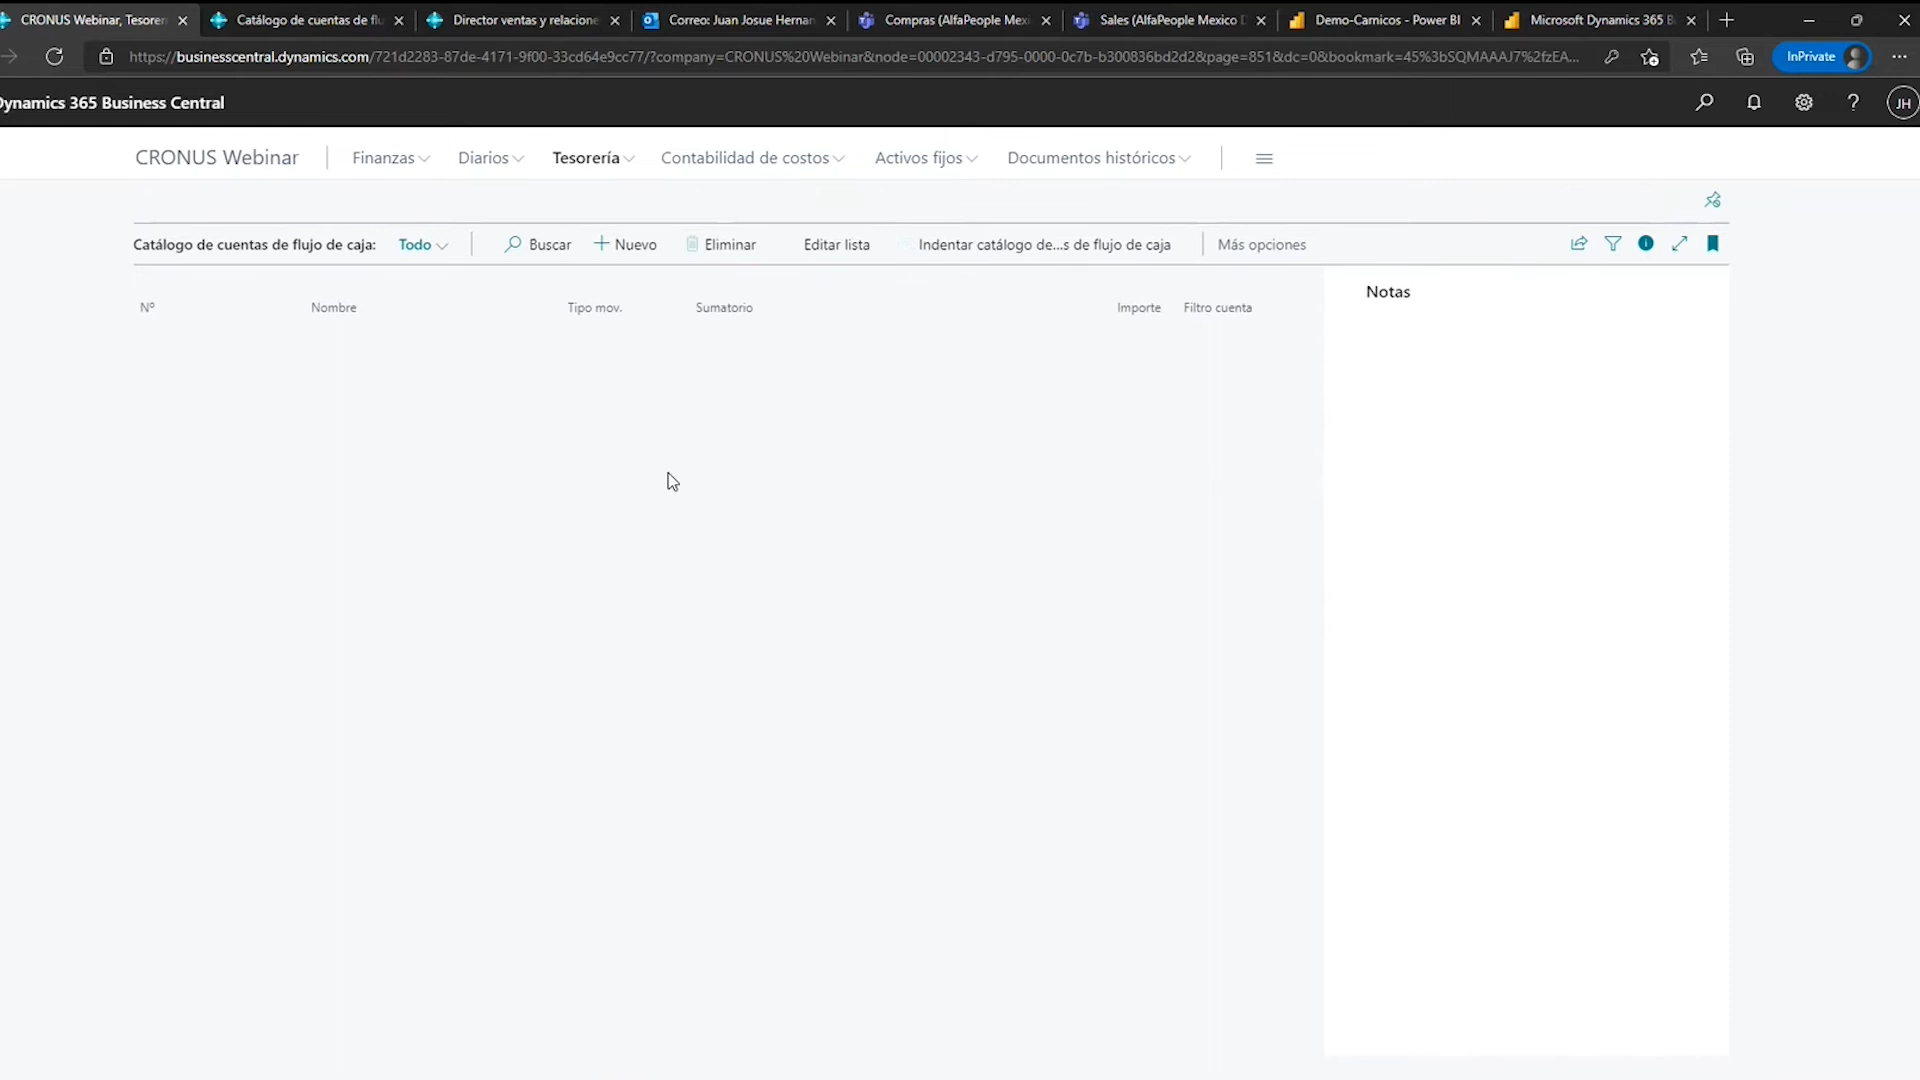 CRONUS Webinar, Tesorer
Catálogo de cuentas de flu
Director ventas y relacione
Correo: Juan Josue Hernan
Compras (AlfaPeople Mexi
Sales (AlfaPeople Mexico D
Demo-Carnicos - Power BI
Microsoft Dynamics 365 B
https://businesscentral.dynamics.com/721d2283-87de-4171-9f00-33cd64e9cc77/?company=CRONUS%20Webinar&node=00002343-d795-0000-0c7b-b300836bd2d2&page=851&dc=0&bookmark=45%3bSQMAAAJ7%2fzEA...
InPrivate
Dynamics 365 Business Central
JH
CRONUS Webinar
Finanzas
Diarios
Tesorería
Contabilidad de costos
Activos fijos
Documentos históricos
Catálogo de cuentas de flujo de caja:
Todo
Buscar
Nuevo
Eliminar
Editar lista
Indentar catálogo de...s de flujo de caja
Más opciones
Nº
Nombre
Tipo mov.
Sumatorio
Importe
Filtro cuenta
Notas